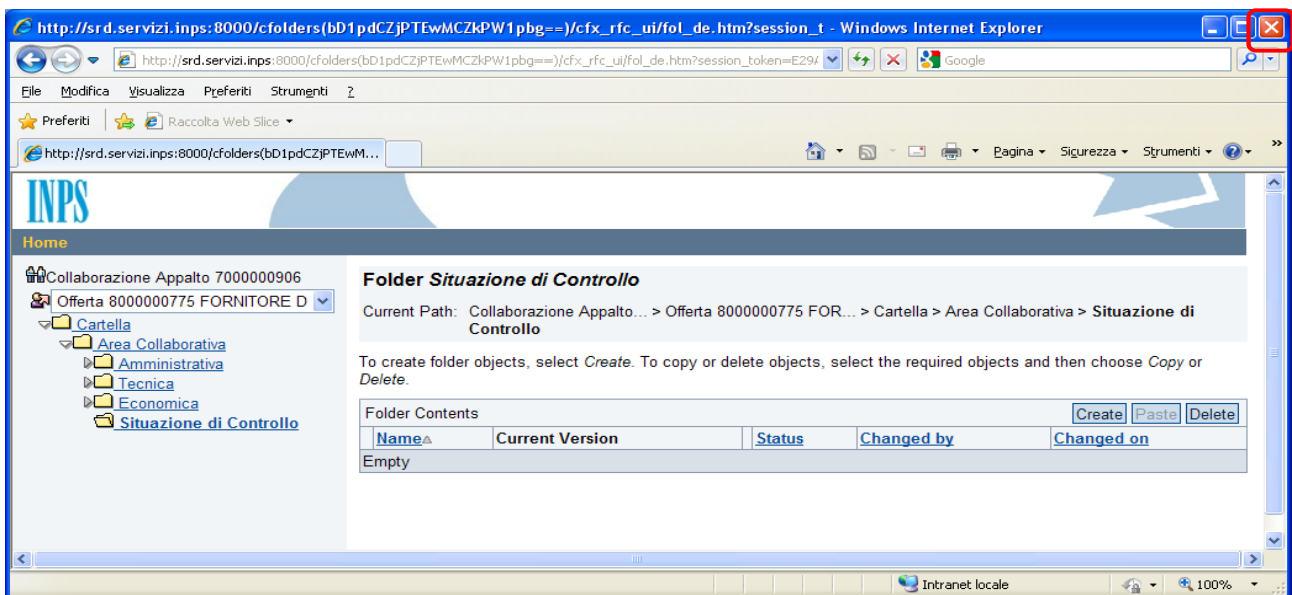 http://srd.servizi.inps:8000/cfolders(bD1pdCZjPTEwMCZkPW1pbg==)/cfx_rfc_ui/fol_de.htm?session_t - Windows Internet Explorer
http://srd.servizi.inps:8000/cfolders(bD1pdCZjPTEwMCZkPW1pbg==)/cfx_rfc_ui/fol_de.htm?session_token=E29/ Google
File Modifica Visualizza Preferiti Strumenti ?
Preferiti Raccolta Web Slice
http://srd.servizi.inps:8000/cfolders(bD1pdCZjPTEwM... Pagina Sicurezza Strumenti »
INPS
Home
Collaborazione Appalto 7000000906
Offerta 8000000775 FORNITORE D
Cartella
Area Collaborativa
Amministrativa
Tecnica
Economica
Situazione di Controllo
Folder Situazione di Controllo
Current Path: Collaborazione Appalto... > Offerta 8000000775 FOR... > Cartella > Area Collaborativa > Situazione di
Controllo
To create folder objects, select Create. To copy or delete objects, select the required objects and then choose Copy or
Delete.
Folder Contents Create Paste Delete
Name Current Version Status Changed by Changed on
Empty
Intranet locale 100%